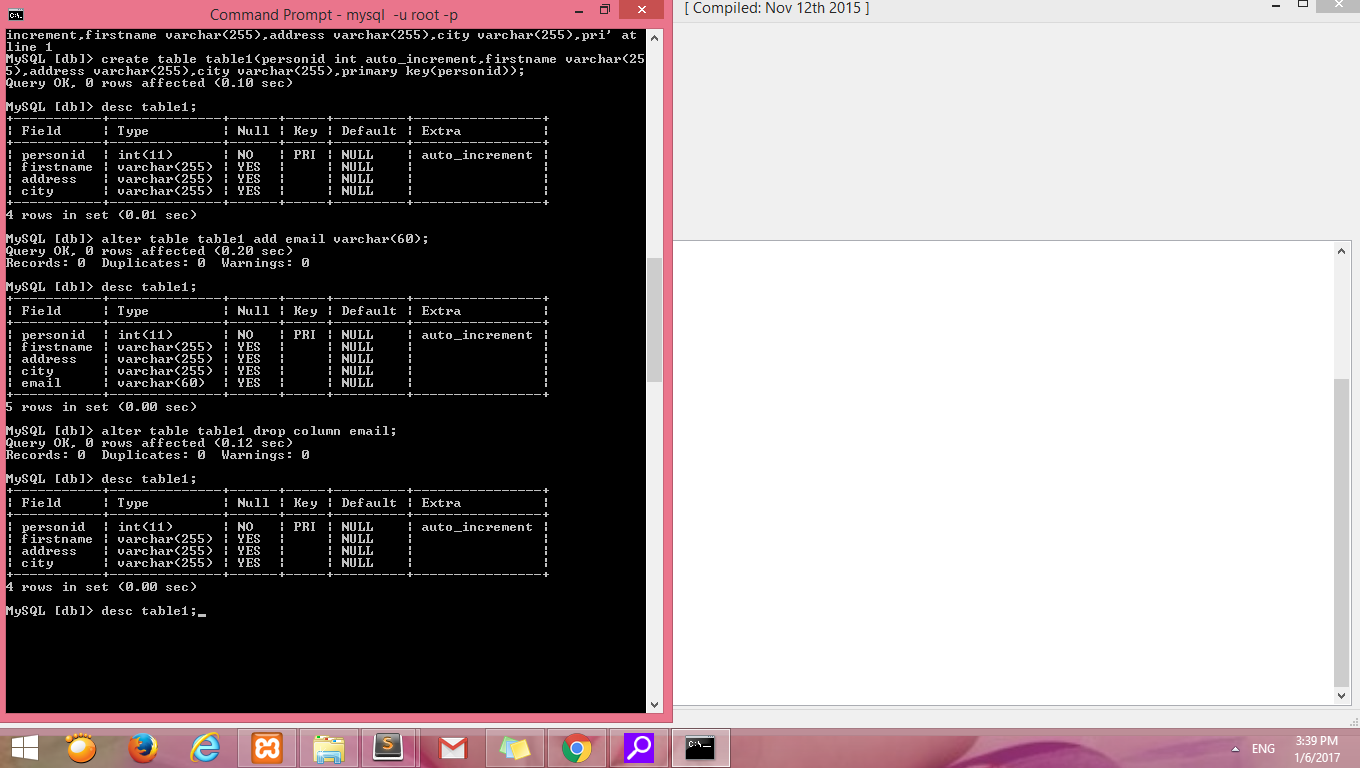 Command Prompt - mysql -u root -p
[ Compiled: Nov 12th 2015 ]
increment,firstname varchar(255),address varchar(255),city varchar(255),pri' at
line 1
MySQL [db]> create table table1(personid int auto_increment,firstname varchar(25
5),address varchar(255),city varchar(255),primary key(personid));
Query OK, 0 rows affected (0.10 sec)
MySQL [db]> desc table1;
+-----------+--------------+------+-----+---------+----------------+
| Field | Type | Null | Key | Default | Extra |
+-----------+--------------+------+-----+---------+----------------+
| personid | int(11) | NO | PRI | NULL | auto_increment |
| firstname | varchar(255) | YES | | NULL | |
| address | varchar(255) | YES | | NULL | |
| city | varchar(255) | YES | | NULL | |
+-----------+--------------+------+-----+---------+----------------+
4 rows in set (0.01 sec)
MySQL [db]> alter table table1 add email varchar(60);
Query OK, 0 rows affected (0.20 sec)
Records: 0 Duplicates: 0 Warnings: 0
MySQL [db]> desc table1;
+-----------+--------------+------+-----+---------+----------------+
| Field | Type | Null | Key | Default | Extra |
+-----------+--------------+------+-----+---------+----------------+
| personid | int(11) | NO | PRI | NULL | auto_increment |
| firstname | varchar(255) | YES | | NULL | |
| address | varchar(255) | YES | | NULL | |
| city | varchar(255) | YES | | NULL | |
| email | varchar(60) | YES | | NULL | |
+-----------+--------------+------+-----+---------+----------------+
5 rows in set (0.00 sec)
MySQL [db]> alter table table1 drop column email;
Query OK, 0 rows affected (0.12 sec)
Records: 0 Duplicates: 0 Warnings: 0
MySQL [db]> desc table1;
+-----------+--------------+------+-----+---------+----------------+
| Field | Type | Null | Key | Default | Extra |
+-----------+--------------+------+-----+---------+----------------+
| personid | int(11) | NO | PRI | NULL | auto_increment |
| firstname | varchar(255) | YES | | NULL | |
| address | varchar(255) | YES | | NULL | |
| city | varchar(255) | YES | | NULL | |
+-----------+--------------+------+-----+---------+----------------+
4 rows in set (0.00 sec)
MySQL [db]> desc table1;_
ENG
3:39 PM
1/6/2017